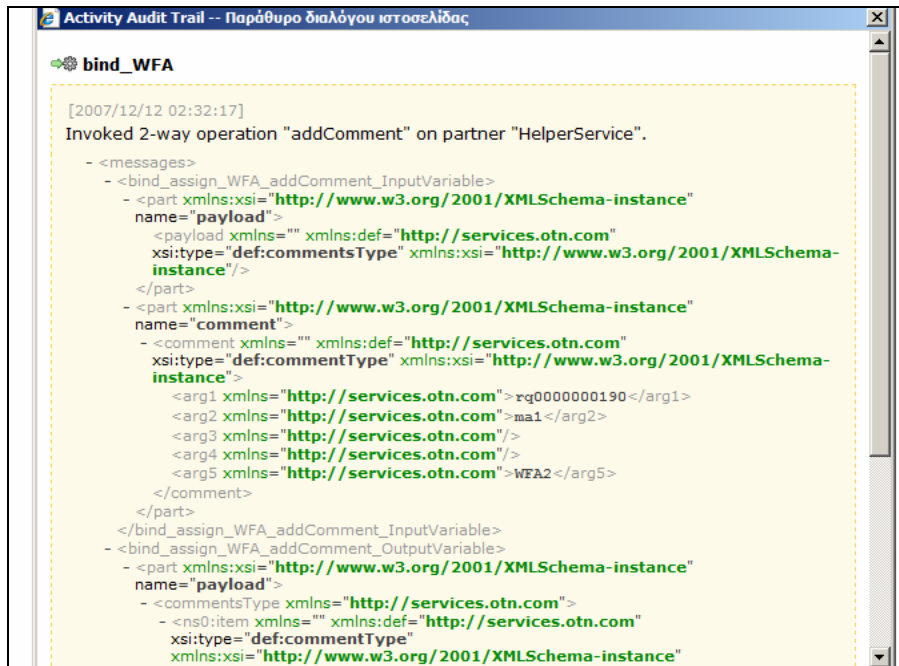 Activity Audit Trail -- Παράθυρο διαλόγου ιστοσελίδας
bind_WFA
[2007/12/12 02:32:17]
Invoked 2-way operation "addComment" on partner "HelperService".
- <messages>
- <bind_assign_WFA_addComment_InputVariable>
- <part xmlns:xsi="http://www.w3.org/2001/XMLSchema-instance"
name="payload">
<payload xmlns="" xmlns:def="http://services.otn.com"
xsi:type="def:commentsType" xmlns:xsi="http://www.w3.org/2001/XMLSchema-
instance"/>
</part>
- <part xmlns:xsi="http://www.w3.org/2001/XMLSchema-instance"
name="comment">
- <comment xmlns="" xmlns:def="http://services.otn.com"
xsi:type="def:commentType" xmlns:xsi="http://www.w3.org/2001/XMLSchema-
instance">
<arg1 xmlns="http://services.otn.com">rq0000000190</arg1>
<arg2 xmlns="http://services.otn.com">ma1</arg2>
<arg3 xmlns="http://services.otn.com"/>
<arg4 xmlns="http://services.otn.com"/>
<arg5 xmlns="http://services.otn.com">WFA2</arg5>
</comment>
</part>
</bind_assign_WFA_addComment_InputVariable>
- <bind_assign_WFA_addComment_OutputVariable>
- <part xmlns:xsi="http://www.w3.org/2001/XMLSchema-instance"
name="payload">
- <commentsType xmlns="http://services.otn.com">
- <ns0:item xmlns="" xmlns:def="http://services.otn.com"
xsi:type="def:commentType"
xmlns:xsi="http://www.w3.org/2001/XMLSchema-instance"